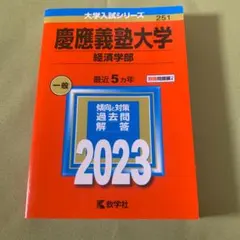 大学入試シリーズ
251
慶應義塾大学
経済学部
最近5カ年
一般
傾向と対策
過去問
解答
2023
教学社